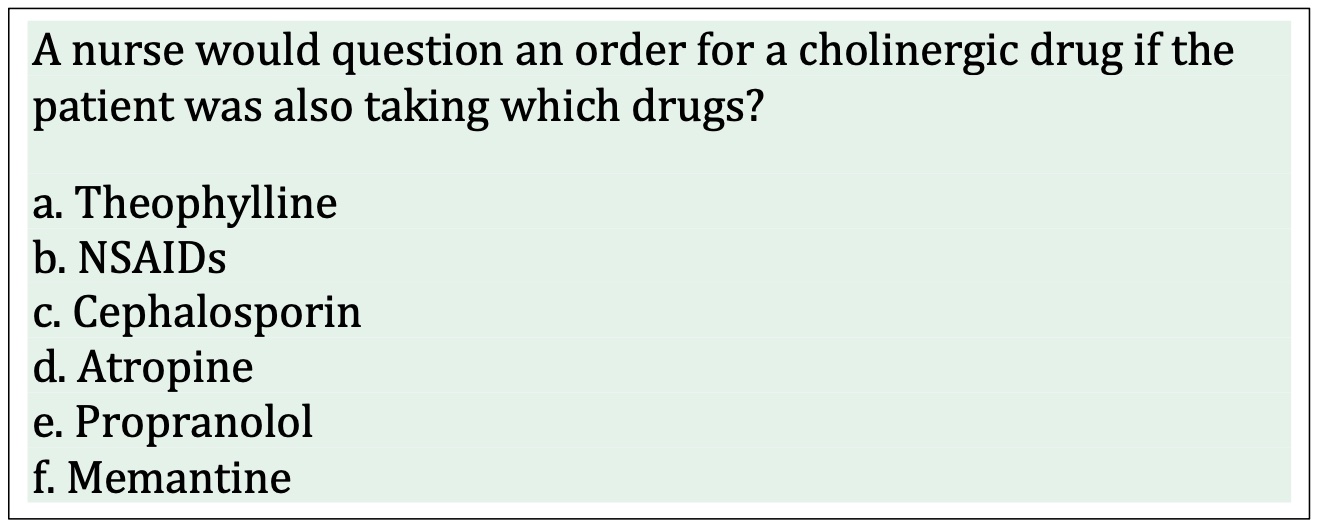 A nurse would question an order for a cholinergic drug if the
patient was also taking which drugs?
a. Theophylline
b. NSAIDs
c. Cephalosporin
d. Atropine
e. Propranolol
f. Memantine